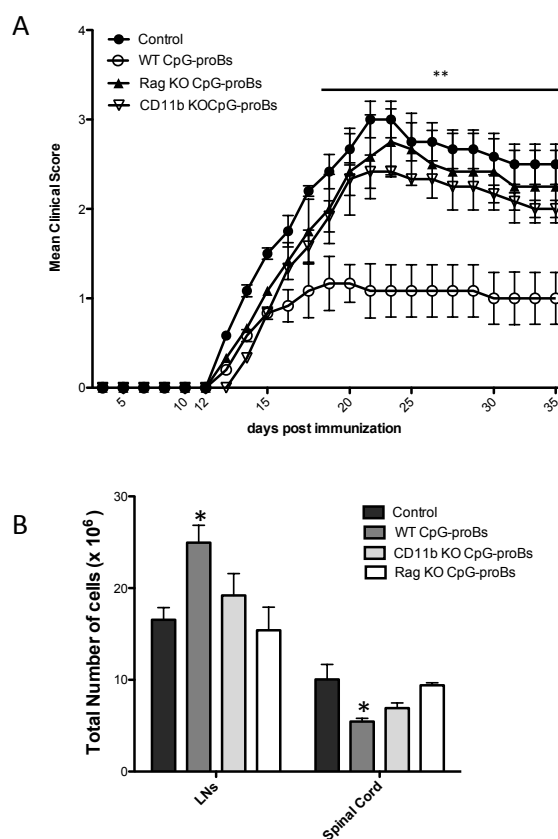 A
Control
WT CpG-proBs
Rag KO CpG-proBs
CD11b KOCpG-proBs
**
4
3
2
1
0
Mean Clinical Score
5
10
12
15
20
25
30
35
days post immunization
B
Control
WT CpG-proBs
CD11b KO CpG-proBs
Rag KO CpG-proBs
*
*
30
20
10
0
Total Number of cells (x 10⁶)
LNs
Spinal Cord